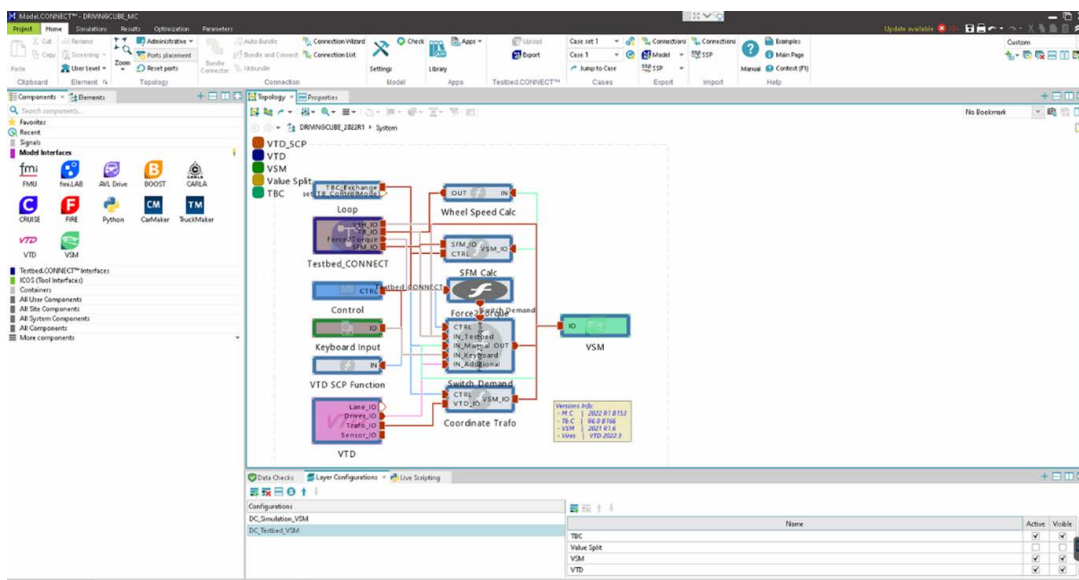 Model.CONNECT™ - DRIVINGCUBE_MC
Project Home Simulations Results Optimization Parameters
Update available
Cut Rename
Copy Screening
Paste User Level
Clipboard Element
Zoom Administrative
Ports placement
Reset ports
Topology
Bundle Connector
Auto Bundle Connection Wizard
Bundle and Connect Connection List
Unbundle
Connection
Settings Check
Model
Library Apps
Apps
Upload
Export
Testbed.CONNECT™
Case set 1
Case 1
Jump to Case
Cases
Connections
Model
SSP
Export
Connections
SSP
Import
Manual
Examples
Main Page
Context (F1)
Help
Custom
Components Elements
Search components...
Favorites
Recent
Signals
Model Interfaces
FMU fmi.LAB AVL Drive BOOST CARLA
CRUISE FIRE Python CarMaker TruckMaker
VTD VSM
Testbed.CONNECT™ Interfaces
ICOS (Tool Interfaces)
Containers
All User Components
All Site Components
All System Components
All Components
More components
Topology Properties
No Bookmark
DRIVINGCUBE_2022R1 System
VTD_SCP
VTD
VSM
Value Split
TBC
TBC_Exchange
set_TB_ControlMode
Loop
VEH_IO
TB_IO
Force2Torque
SFM_IO
Testbed_CONNECT
CTRL
Control
IO
Keyboard Input
IN
VTD SCP Function
Lane_IO
Driver_IO
Trafo_IO
Sensor_IO
VTD
OUT IN
Wheel Speed Calc
SFM_IO
CTRL VSM_IO
SFM Calc
Testbed_CONNECT
Force2Torque
Switch_Demand
CTRL
IN_Testbed
IN_Manual OUT
IN_Keyboard
IN_Additional
Switch_Demand
CTRL
VTD_IO VSM_IO
Coordinate Trafo
IO
VSM
Versions Info:
- M.C | 2022 R1 B153
- Tb.C | R6.0 B166
- VSM | 2021 R1.6
- Vires | VTD 2022.3
Data Checks Layer Configurations Live Scripting
Configurations
DC_Simulation_VSM
DC_Testbed_VSM
Name Active Visible
TBC
Value Split
VSM
VTD